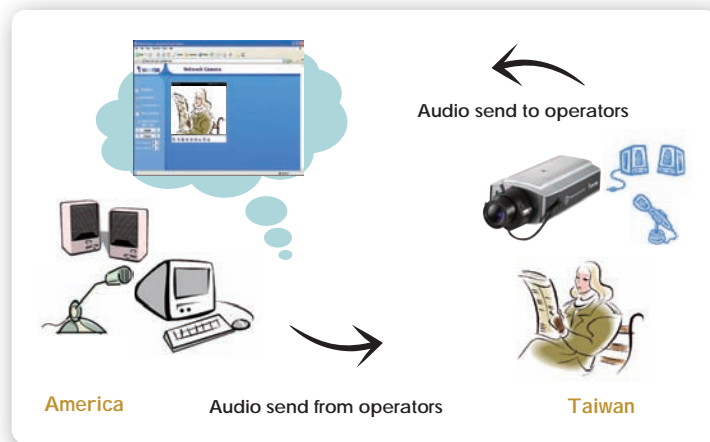 Network Camera
Audio send to operators
America
Audio send from operators
Taiwan